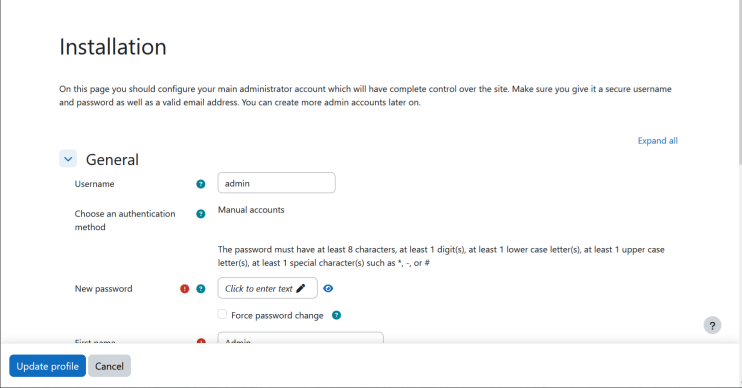 Installation
On this page you should configure your main administrator account which will have complete control over the site. Make sure you give it a secure username
and password as well as a valid email address. You can create more admin accounts later on.
Expand all
General
Username
admin
Choose an authentication
method
Manual accounts
The password must have at least 8 characters, at least 1 digit(s), at least 1 lower case letter(s), at least 1 upper case
letter(s), at least 1 special character(s) such as *, -, or #
New password
Click to enter text
Force password change
First name
Admin
Update profile
Cancel
?